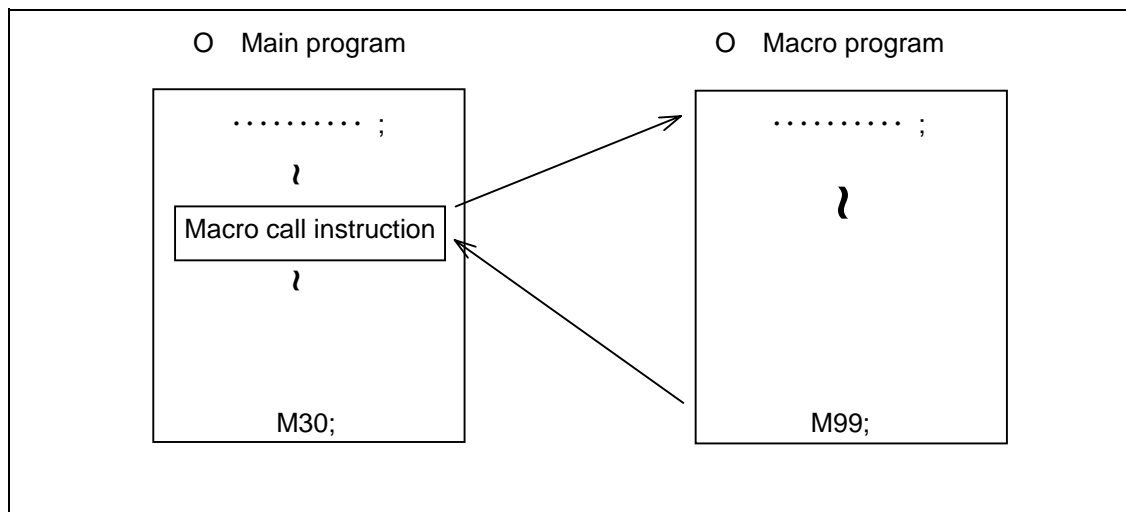 O Main program
O Macro program
·········· ;
~
Macro call instruction
~
M30;
·········· ;
~
M99;